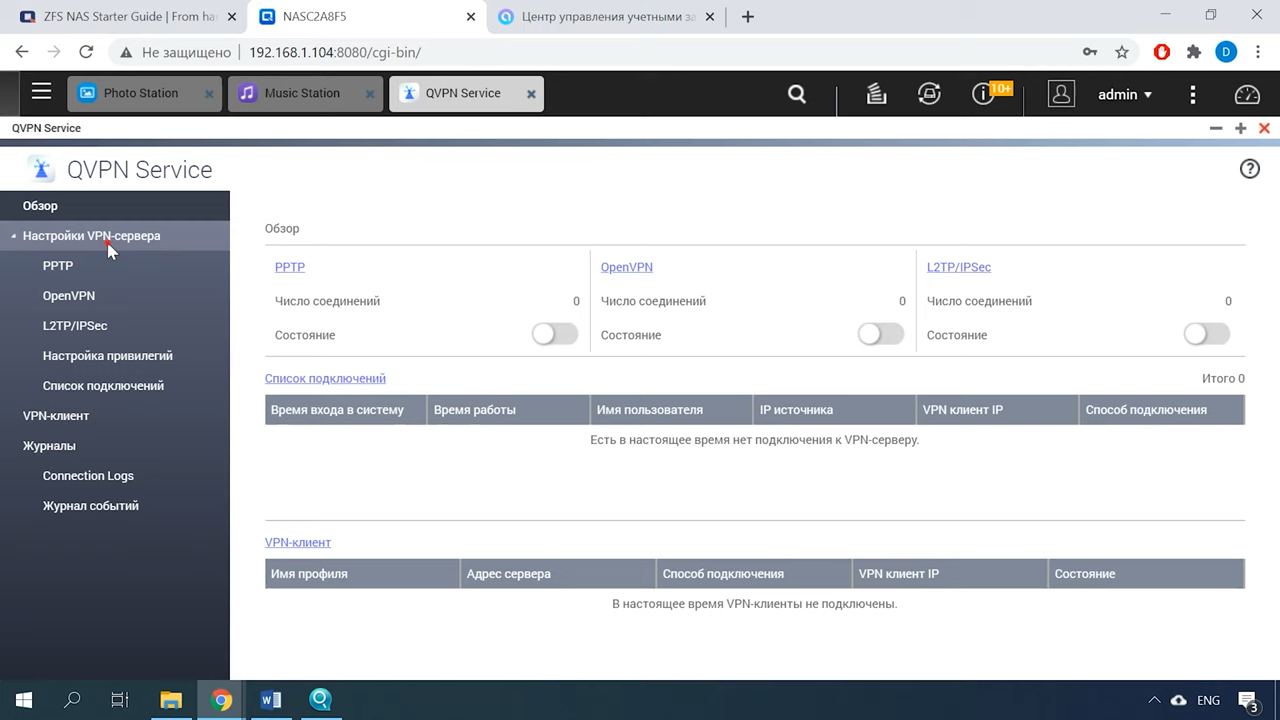 ZFS NAS Starter Guide | From ha
NASC2A8F5
Центр управления учетными за
Не защищено
192.168.1.104:8080/cgi-bin/
D
Photo Station
Music Station
QVPN Service
10+
admin
QVPN Service
QVPN Service
Обзор
Настройки VPN-сервера
PPTP
OpenVPN
L2TP/IPSec
Настройка привилегий
Список подключений
VPN-клиент
Журналы
Connection Logs
Журнал событий
Обзор
PPTP
OpenVPN
L2TP/IPSec
Число соединений 0
Число соединений 0
Число соединений 0
Состояние
Состояние
Состояние
Список подключений
Итого 0
Время входа в систему Время работы Имя пользователя IP источника VPN клиент IP Способ подключения
Есть в настоящее время нет подключения к VPN-серверу.
VPN-клиент
Имя профиля Адрес сервера Способ подключения VPN клиент IP Состояние
В настоящее время VPN-клиенты не подключены.
ENG
3